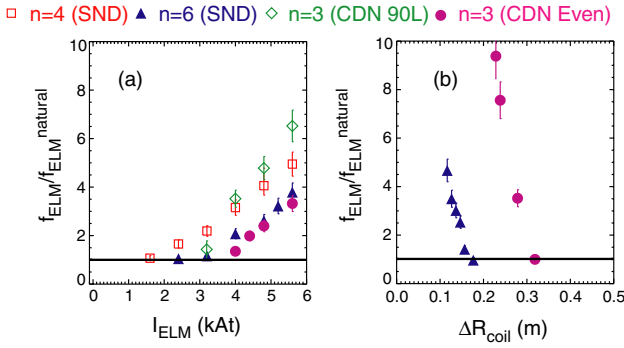 n=4 (SND) n=6 (SND) n=3 (CDN 90L) n=3 (CDN Even)
(a) (b)
f_ELM/f_ELM^natural
10
8
6
4
2
0
0 1 2 3 4 5 6
I_ELM (kAt)
f_ELM/f_ELM^natural
10
8
6
4
2
0
0.0 0.1 0.2 0.3 0.4 0.5
ΔR_coil (m)